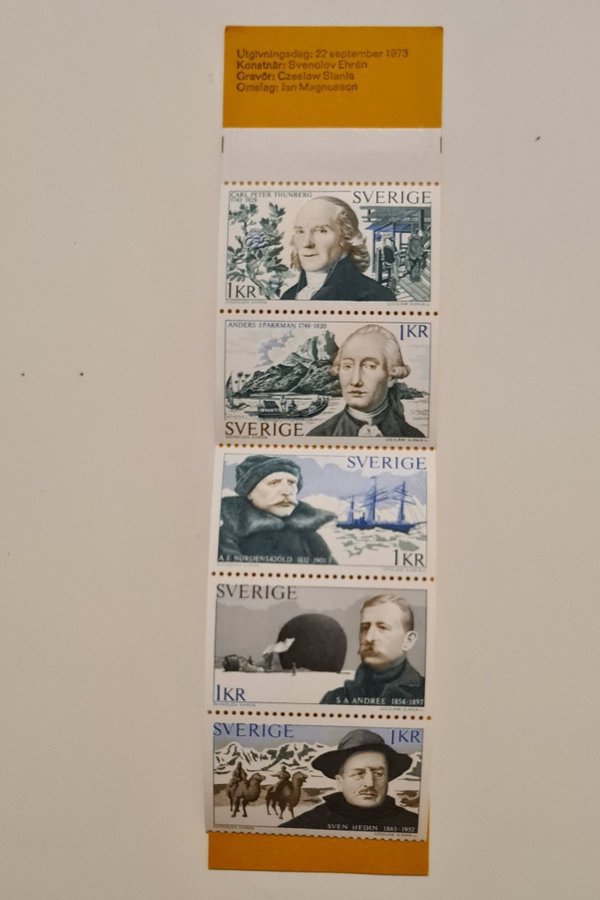 Utgivningsdag: 22 september 1973
Konstnär: Svenolov Ehrén
Gravör: Czeslaw Slania
Omslag: Jan Magnusson
CARL PETER THUNBERG
1743-1828
SVERIGE
1KR
ANDERS SPARRMAN 1748-1820
1KR
SVERIGE
SVERIGE
A E NORDENSKIÖLD 1832-1901
1KR
SVERIGE
1KR
S A ANDRÉE 1854-1897
SVERIGE
1KR
SVEN HEDIN 1865-1952